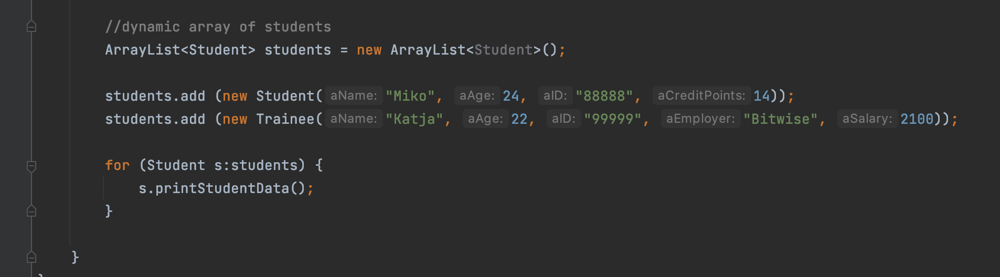 //dynamic array of students
ArrayList<Student> students = new ArrayList<Student>();
students.add (new Student( aName: "Miko", aAge: 24, aID: "88888", aCreditPoints: 14));
students.add (new Trainee( aName: "Katja", aAge: 22, aID: "99999", aEmployer: "Bitwise", aSalary: 2100));
for (Student s:students) {
s.printStudentData();
}
}